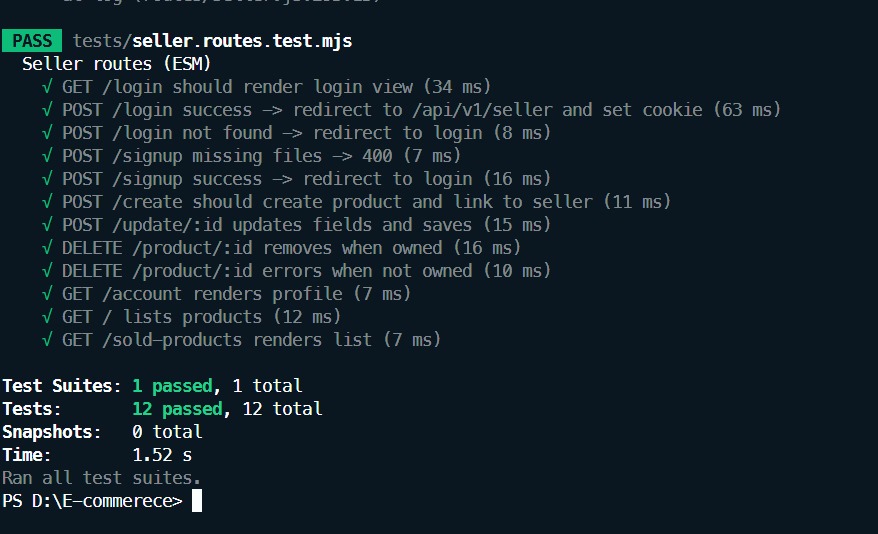 PASS tests/seller.routes.test.mjs
Seller routes (ESM)
√ GET /login should render login view (34 ms)
√ POST /login success -> redirect to /api/v1/seller and set cookie (63 ms)
√ POST /login not found -> redirect to login (8 ms)
√ POST /signup missing files -> 400 (7 ms)
√ POST /signup success -> redirect to login (16 ms)
√ POST /create should create product and link to seller (11 ms)
√ POST /update/:id updates fields and saves (15 ms)
√ DELETE /product/:id removes when owned (16 ms)
√ DELETE /product/:id errors when not owned (10 ms)
√ GET /account renders profile (7 ms)
√ GET / lists products (12 ms)
√ GET /sold-products renders list (7 ms)
Test Suites: 1 passed, 1 total
Tests: 12 passed, 12 total
Snapshots: 0 total
Time: 1.52 s
Ran all test suites.
PS D:\E-commerece>